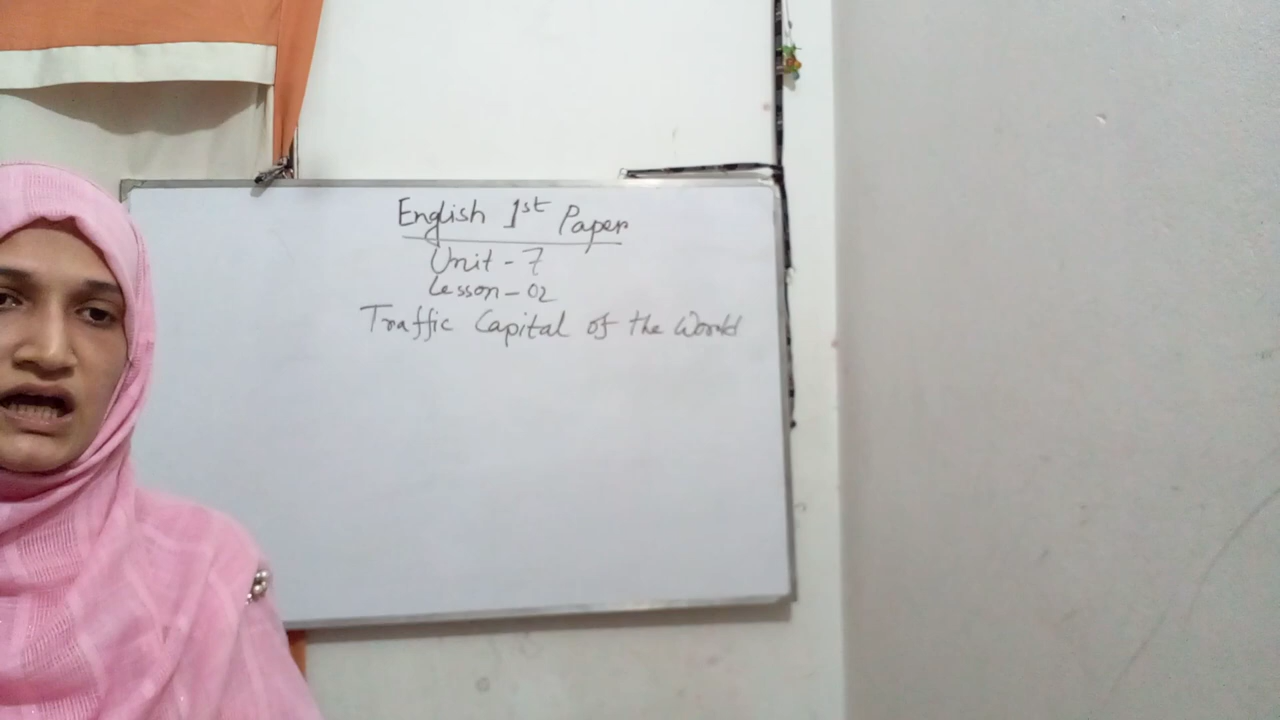 English 1st Paper
Unit - 7
Lesson - 02
Traffic Capital of the World